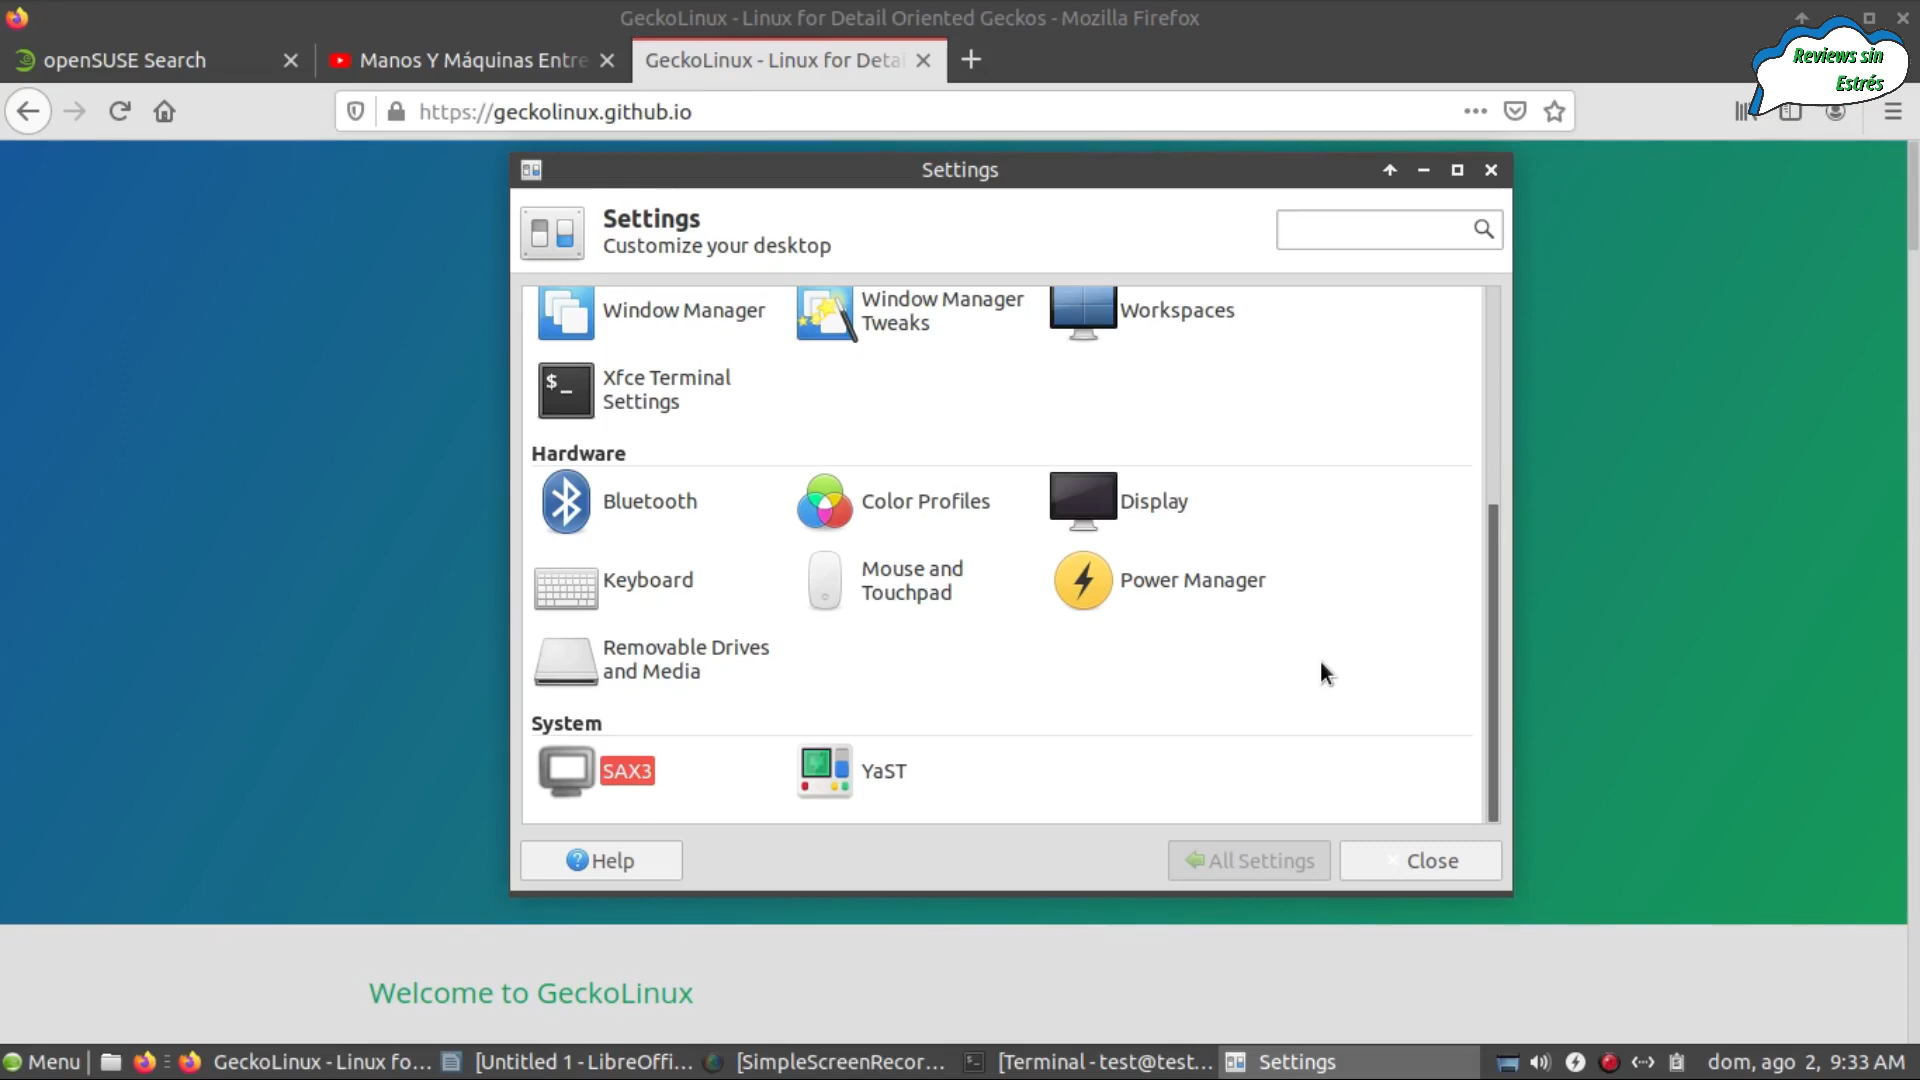 GeckoLinux - Linux for Detail Oriented Geckos - Mozilla Firefox
openSUSE Search
Manos Y Máquinas Entre
GeckoLinux - Linux for Detai
Reviews sin
Estrés
https://geckolinux.github.io
Settings
Settings
Customize your desktop
Window Manager
Window Manager
Tweaks
Workspaces
$ _
Xfce Terminal
Settings
Hardware
Bluetooth
Color Profiles
Display
Keyboard
Mouse and
Touchpad
Power Manager
Removable Drives
and Media
System
SAX3
YaST
Help
All Settings
Close
Welcome to GeckoLinux
Menu
GeckoLinux - Linux fo...
[Untitled 1 - LibreOffi...
[SimpleScreenRecor...
[Terminal - test@test...
Settings
dom, ago 2, 9:33 AM